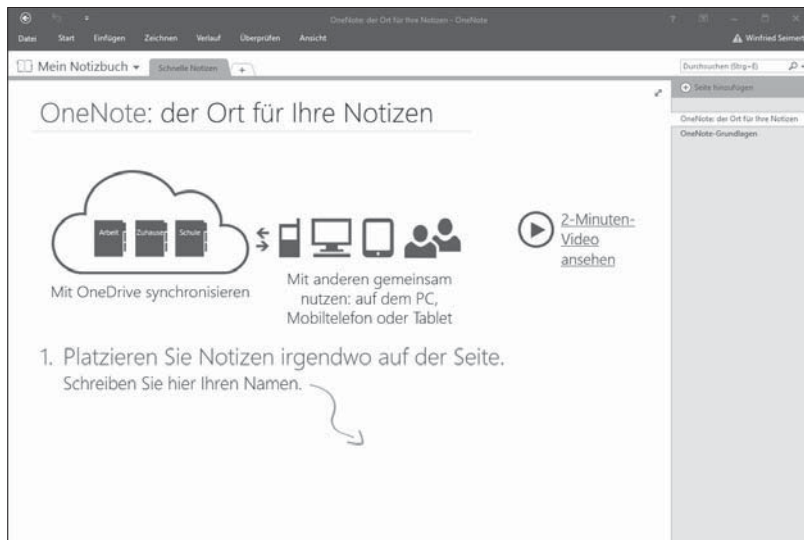 OneNote: der Ort für Ihre Notizen - OneNote
?
Datei Start Einfügen Zeichnen Verlauf Überprüfen Ansicht
Winfried Seimert
Mein Notizbuch
Schnelle Notizen
+
Durchsuchen (Strg+E)
Seite hinzufügen
OneNote: der Ort für Ihre Notizen
OneNote-Grundlagen
OneNote: der Ort für Ihre Notizen
Arbeit Zuhause Schule
Mit OneDrive synchronisieren
Mit anderen gemeinsam
nutzen: auf dem PC,
Mobiltelefon oder Tablet
2-Minuten-
Video
ansehen
1. Platzieren Sie Notizen irgendwo auf der Seite.
Schreiben Sie hier Ihren Namen.